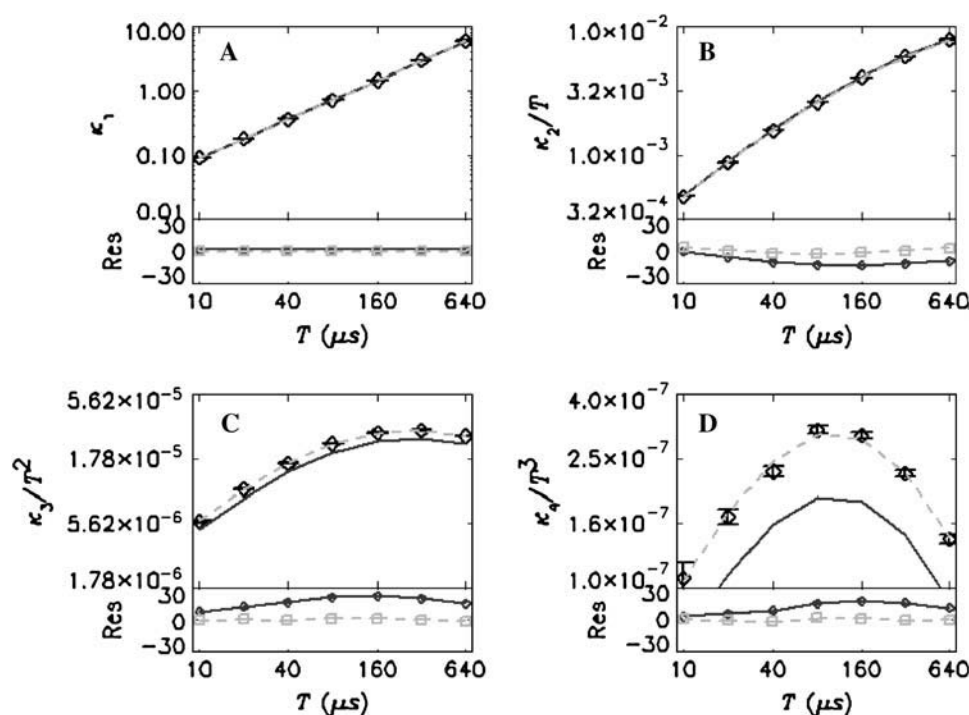 A
10.00
1.00
0.10
0.01
κ₁
30
0
-30
Res
10 40 160 640
T (μs)
B
1.0×10⁻²
3.2×10⁻³
1.0×10⁻³
3.2×10⁻⁴
κ₂/T
30
0
-30
Res
10 40 160 640
T (μs)
C
5.62×10⁻⁵
1.78×10⁻⁵
5.62×10⁻⁶
1.78×10⁻⁶
κ₃/T²
30
0
-30
Res
10 40 160 640
T (μs)
D
4.0×10⁻⁷
2.5×10⁻⁷
1.6×10⁻⁷
1.0×10⁻⁷
κ₄/T³
30
0
-30
Res
10 40 160 640
T (μs)